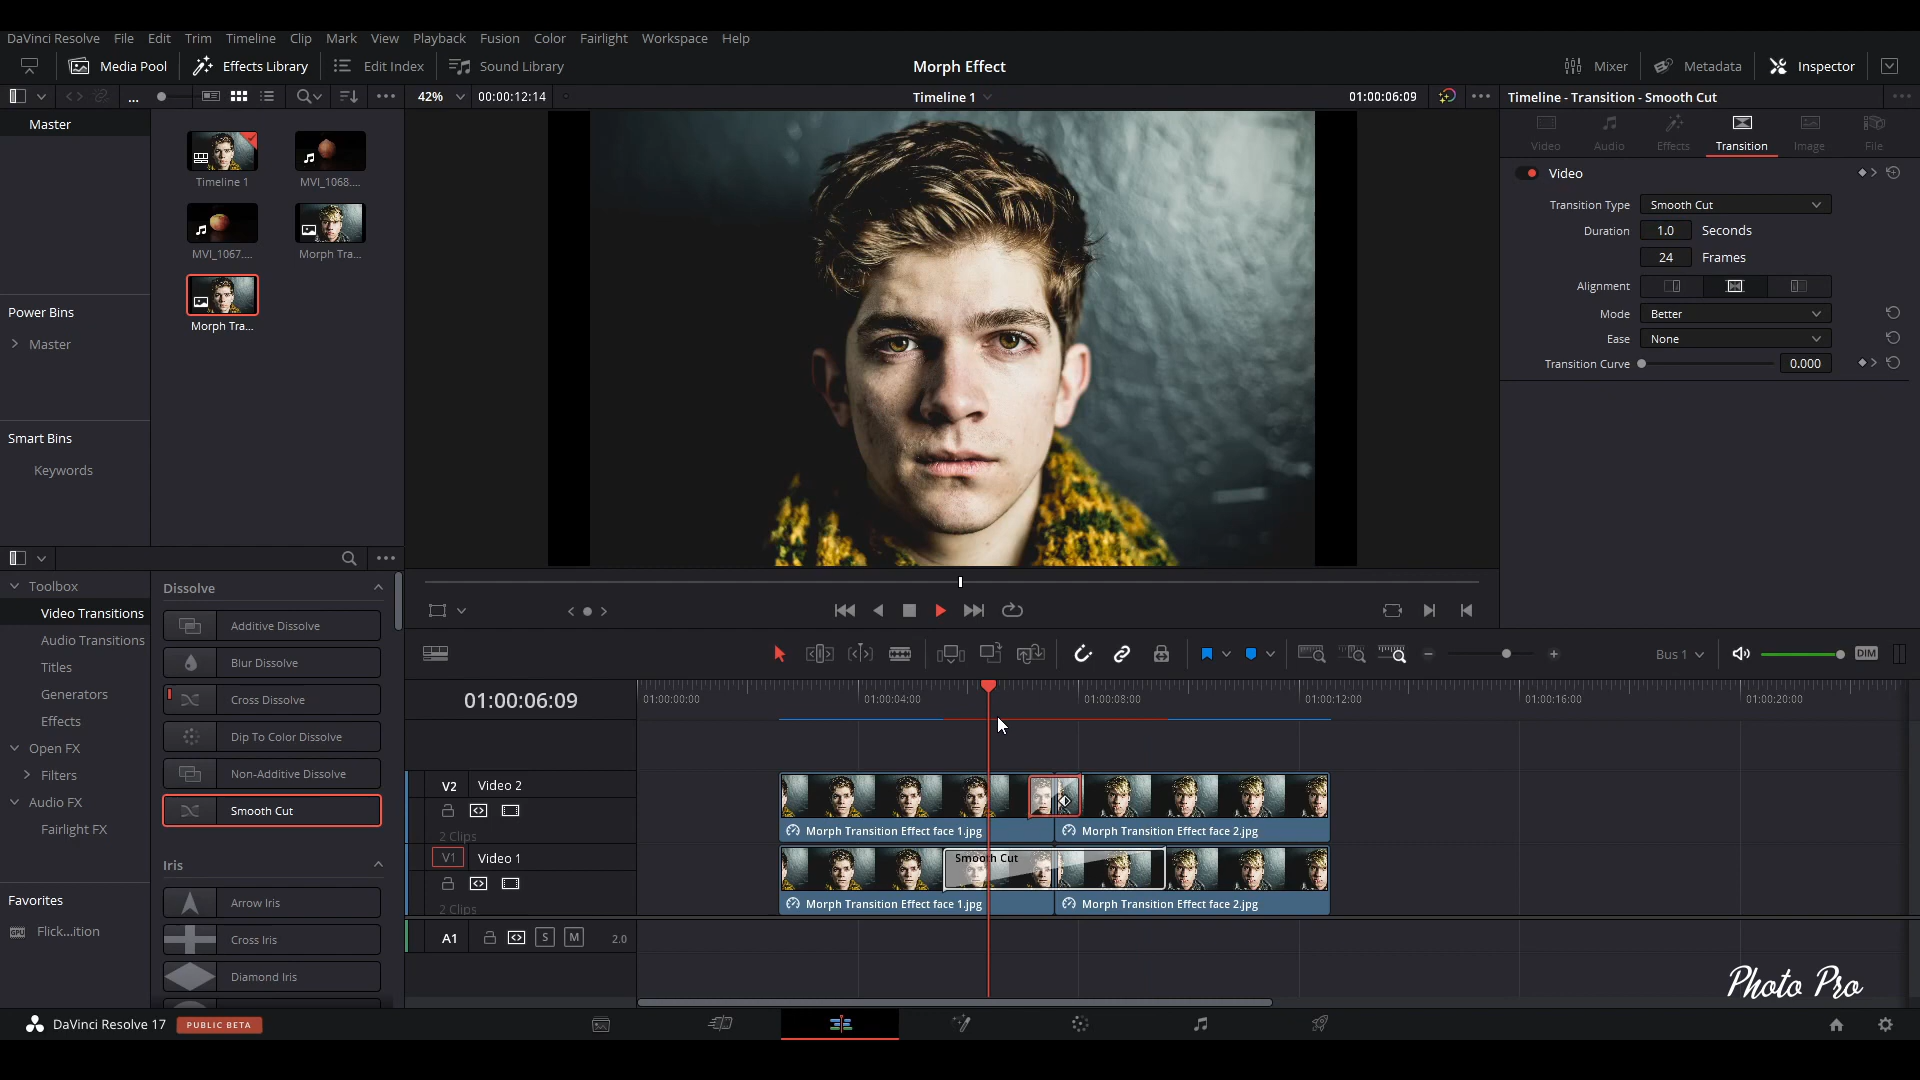 DaVinci Resolve File Edit Trim Timeline Clip Mark View Playback Fusion Color Fairlight Workspace Help
Media Pool Effects Library Edit Index Sound Library Morph Effect Mixer Metadata Inspector
... 42% 00:00:12:14 Timeline 1 01:00:06:09 Timeline - Transition - Smooth Cut
Master
Timeline 1
MVI_1068....
MVI_1067....
Morph Tra...
Morph Tra...
Power Bins
Master
Smart Bins
Keywords
Video Audio Effects Transition Image File
Video
Transition Type Smooth Cut
Duration 1.0 Seconds
24 Frames
Alignment
Mode Better
Ease None
Transition Curve 0.000
Toolbox
Video Transitions
Audio Transitions
Titles
Generators
Effects
Open FX
Filters
Audio FX
Fairlight FX
Favorites
Flick...ition
Dissolve
Additive Dissolve
Blur Dissolve
Cross Dissolve
Dip To Color Dissolve
Non-Additive Dissolve
Smooth Cut
Iris
Arrow Iris
Cross Iris
Diamond Iris
Bus 1 DIM
01:00:06:09
01:00:00:00 01:00:04:00 01:00:08:00 01:00:12:00 01:00:16:00 01:00:20:00
V2 Video 2
2 Clips
Morph Transition Effect face 1.jpg Morph Transition Effect face 2.jpg
V1 Video 1
2 Clips
Smooth Cut
Morph Transition Effect face 1.jpg Morph Transition Effect face 2.jpg
A1 S M 2.0
Photo Pro
DaVinci Resolve 17 PUBLIC BETA